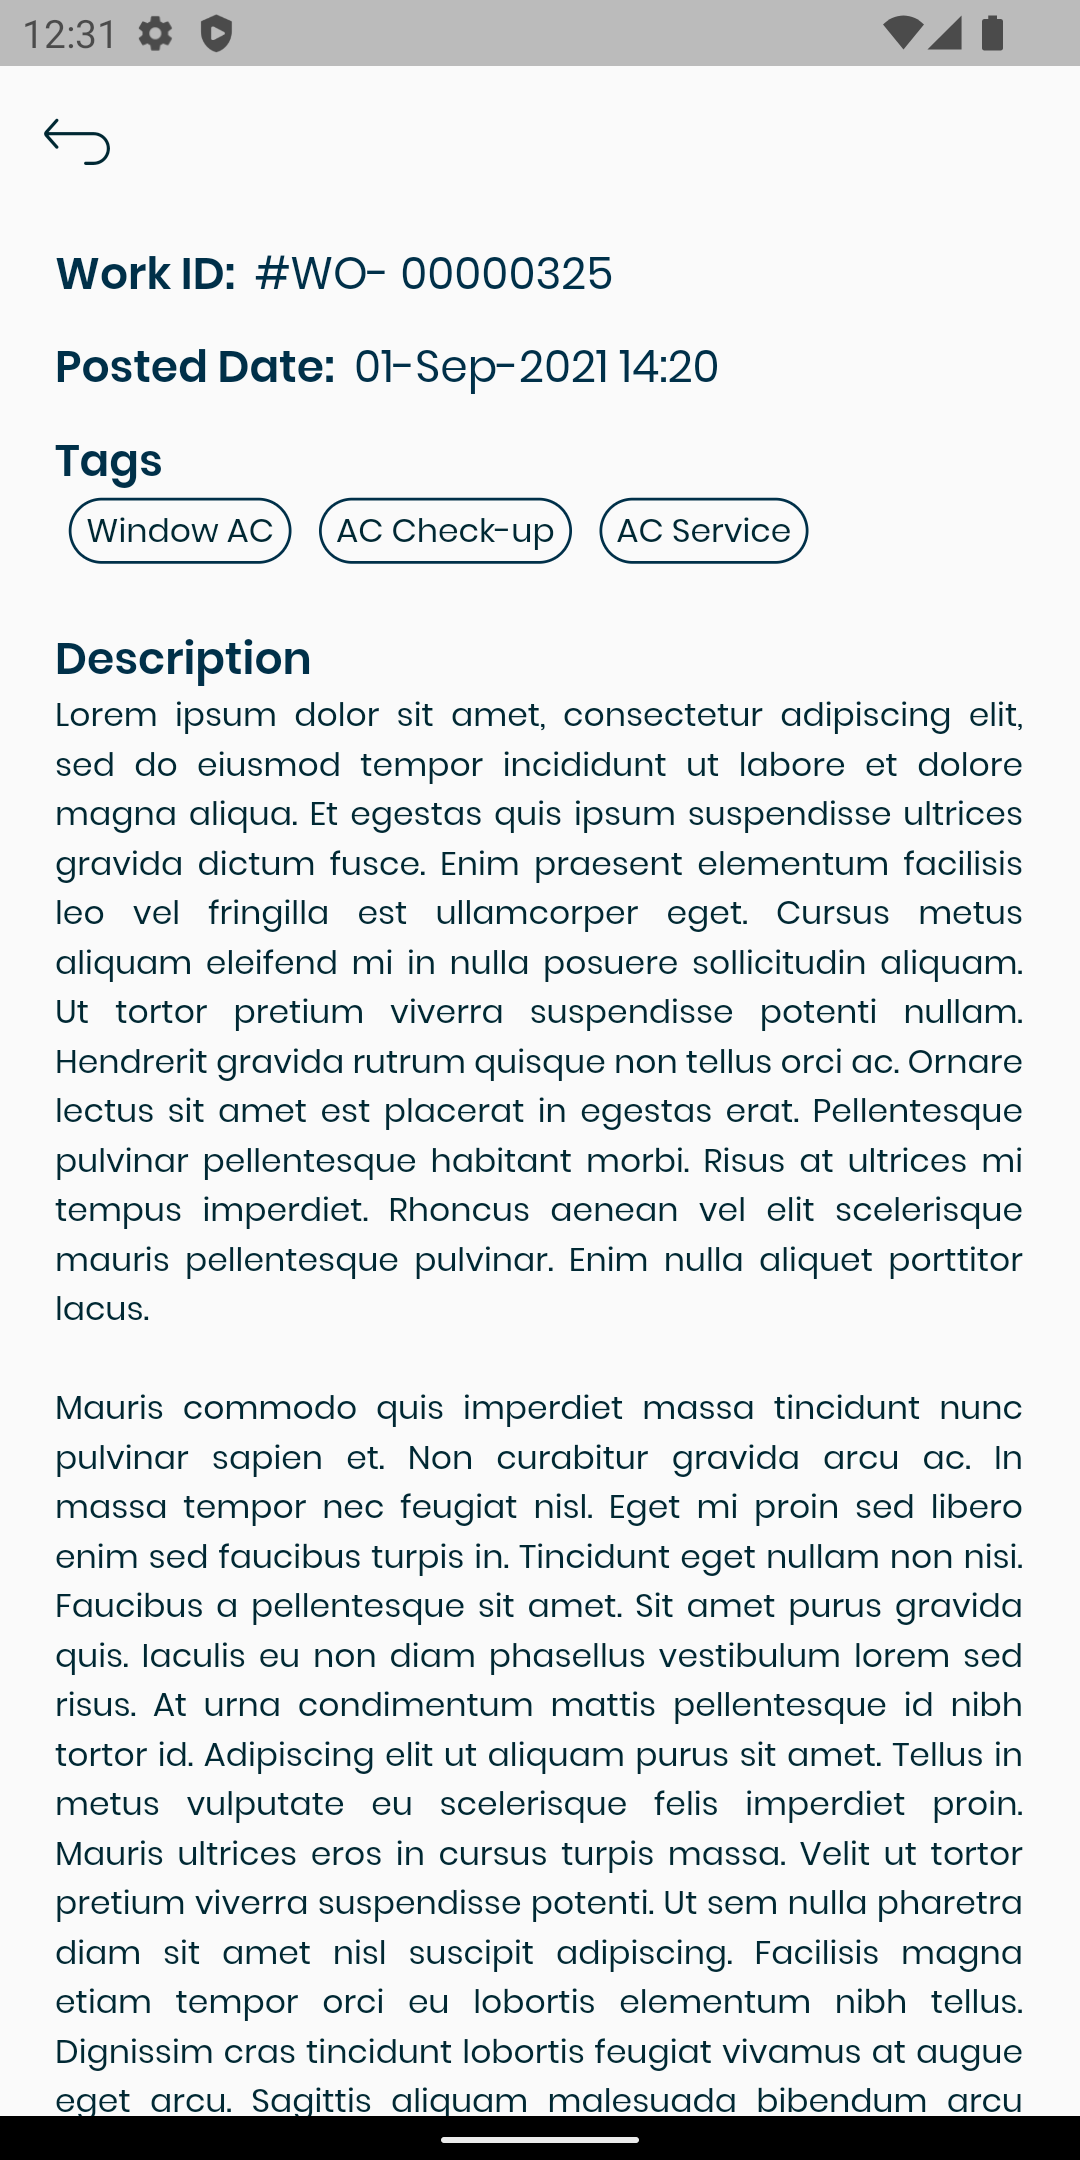 12:31
Work ID: #WO- 00000325
Posted Date: 01-Sep-2021 14:20
Tags
Window AC AC Check-up AC Service
Description
Lorem ipsum dolor sit amet, consectetur adipiscing elit,
sed do eiusmod tempor incididunt ut labore et dolore
magna aliqua. Et egestas quis ipsum suspendisse ultrices
gravida dictum fusce. Enim praesent elementum facilisis
leo vel fringilla est ullamcorper eget. Cursus metus
aliquam eleifend mi in nulla posuere sollicitudin aliquam.
Ut tortor pretium viverra suspendisse potenti nullam.
Hendrerit gravida rutrum quisque non tellus orci ac. Ornare
lectus sit amet est placerat in egestas erat. Pellentesque
pulvinar pellentesque habitant morbi. Risus at ultrices mi
tempus imperdiet. Rhoncus aenean vel elit scelerisque
mauris pellentesque pulvinar. Enim nulla aliquet porttitor
lacus.
Mauris commodo quis imperdiet massa tincidunt nunc
pulvinar sapien et. Non curabitur gravida arcu ac. In
massa tempor nec feugiat nisl. Eget mi proin sed libero
enim sed faucibus turpis in. Tincidunt eget nullam non nisi.
Faucibus a pellentesque sit amet. Sit amet purus gravida
quis. Iaculis eu non diam phasellus vestibulum lorem sed
risus. At urna condimentum mattis pellentesque id nibh
tortor id. Adipiscing elit ut aliquam purus sit amet. Tellus in
metus vulputate eu scelerisque felis imperdiet proin.
Mauris ultrices eros in cursus turpis massa. Velit ut tortor
pretium viverra suspendisse potenti. Ut sem nulla pharetra
diam sit amet nisl suscipit adipiscing. Facilisis magna
etiam tempor orci eu lobortis elementum nibh tellus.
Dignissim cras tincidunt lobortis feugiat vivamus at augue
eget arcu. Sagittis aliquam malesuada bibendum arcu